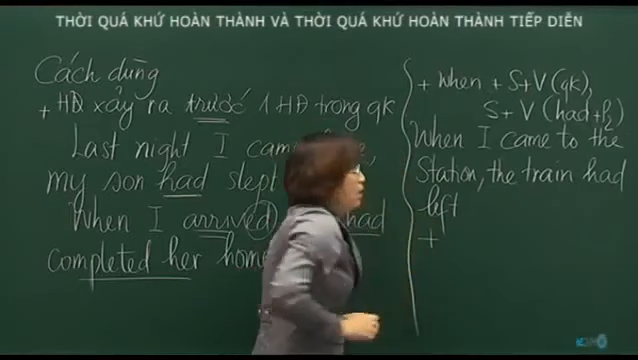 THỜI QUÁ KHỨ HOÀN THÀNH VÀ THỜI QUÁ KHỨ HOÀN THÀNH TIẾP DIỄN
Cách dùng
+ HĐ xảy ra trước 1 HĐ trong qk
Last night I came
my son had slept
When I arrived had
completed her home
+ When + S+V (qk),
S+ V (had+P2)
When I came to the
station, the train had
left
+